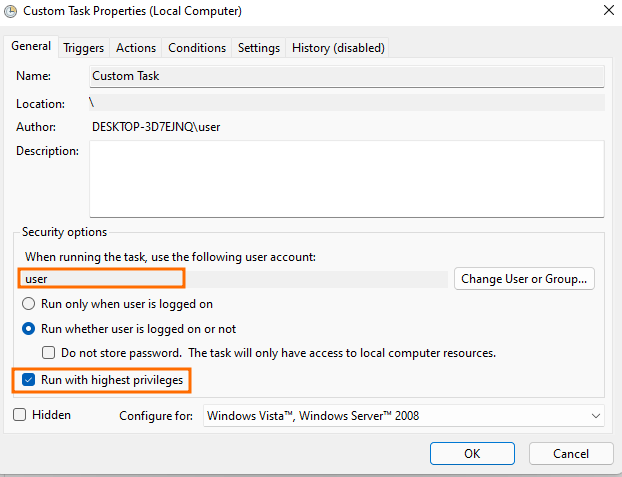 Custom Task Properties (Local Computer)
General Triggers Actions Conditions Settings History (disabled)
Name: Custom Task
Location: \
Author: DESKTOP-3D7EJNQ\user
Description:
Security options
When running the task, use the following user account:
user Change User or Group...
Run only when user is logged on
Run whether user is logged on or not
Do not store password. The task will only have access to local computer resources.
Run with highest privileges
Hidden Configure for: Windows Vista™, Windows Server™ 2008
OK Cancel